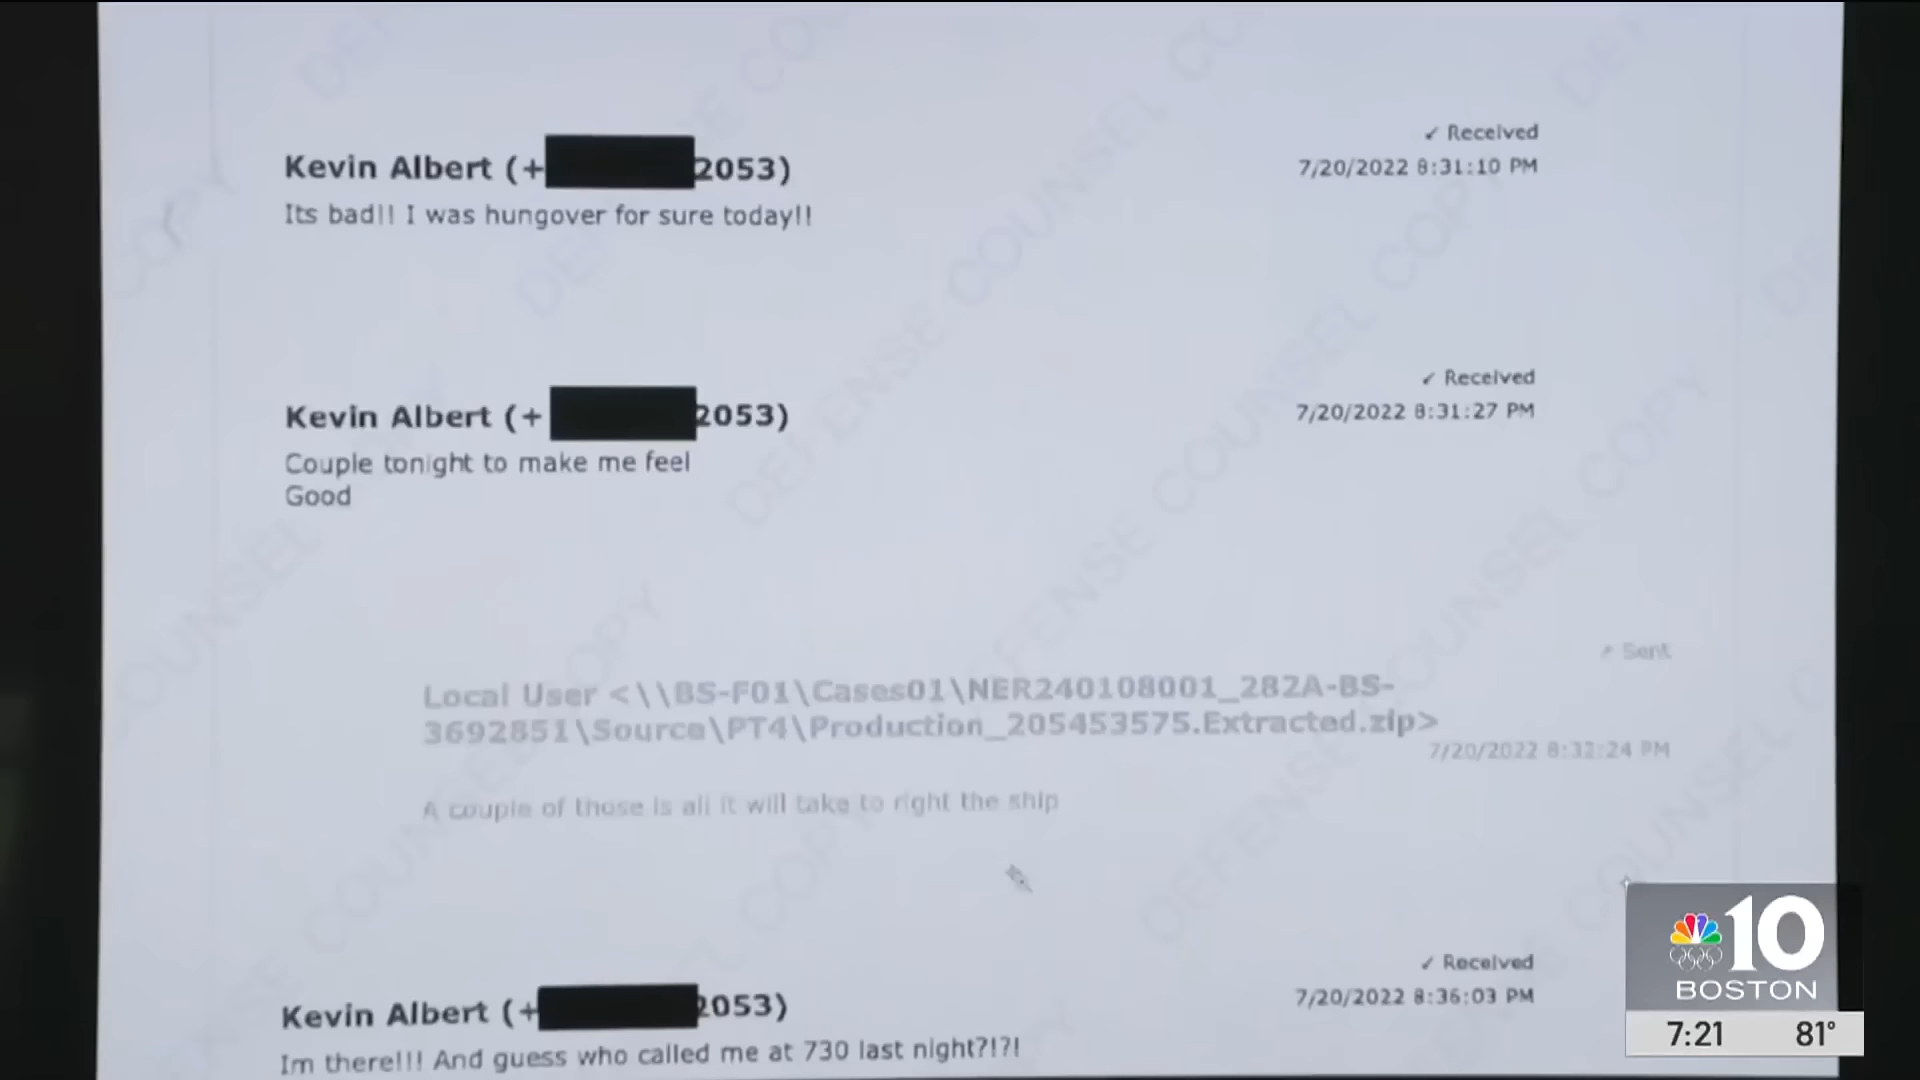 ✓ Received
Kevin Albert (+ 2053)
7/20/2022 8:31:10 PM
Its bad!! I was hungover for sure today!!
✓ Received
Kevin Albert (+ 2053)
7/20/2022 8:31:27 PM
Couple tonight to make me feel
Good
Sent
Local User <\\BS-F01\Cases01\NER240108001_282A-BS-
3692851\Source\PT4\Production_205453575.Extracted.zip>
7/20/2022 8:32:24 PM
A couple of those is all it will take to right the ship
✓ Received
Kevin Albert (+ 2053)
7/20/2022 8:36:03 PM
Im there!!! And guess who called me at 730 last night?!?!
DEFENSE COUNSEL COPY
10
BOSTON
7:21 81°